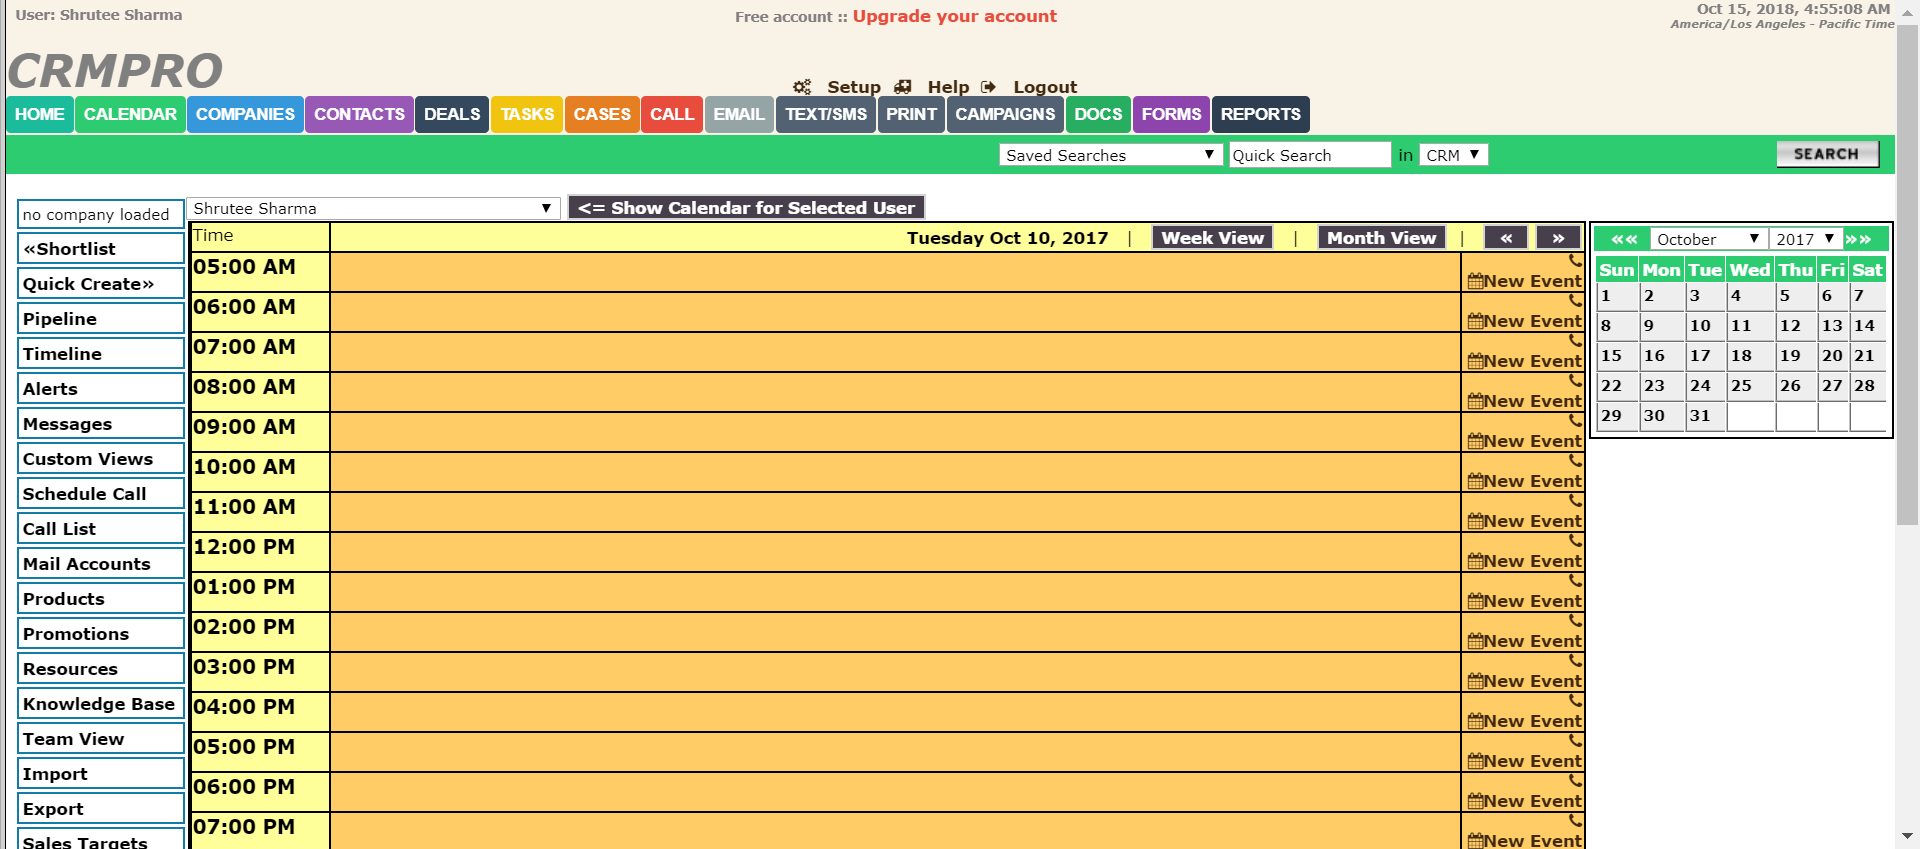 User: Shrutee Sharma
Free account :: Upgrade your account
Oct 15, 2018, 4:55:08 AM
America/Los Angeles - Pacific Time
CRMPRO
Setup Help Logout
HOME CALENDAR COMPANIES CONTACTS DEALS TASKS CASES CALL EMAIL TEXT/SMS PRINT CAMPAIGNS DOCS FORMS REPORTS
Saved Searches Quick Search in CRM SEARCH
no company loaded
«Shortlist
Quick Create»
Pipeline
Timeline
Alerts
Messages
Custom Views
Schedule Call
Call List
Mail Accounts
Products
Promotions
Resources
Knowledge Base
Team View
Import
Export
Sales Targets
Shrutee Sharma <= Show Calendar for Selected User
Time Tuesday Oct 10, 2017 | Week View | Month View | « »
05:00 AM New Event
06:00 AM New Event
07:00 AM New Event
08:00 AM New Event
09:00 AM New Event
10:00 AM New Event
11:00 AM New Event
12:00 PM New Event
01:00 PM New Event
02:00 PM New Event
03:00 PM New Event
04:00 PM New Event
05:00 PM New Event
06:00 PM New Event
07:00 PM New Event
«« October 2017 »»
Sun Mon Tue Wed Thu Fri Sat
1 2 3 4 5 6 7
8 9 10 11 12 13 14
15 16 17 18 19 20 21
22 23 24 25 26 27 28
29 30 31